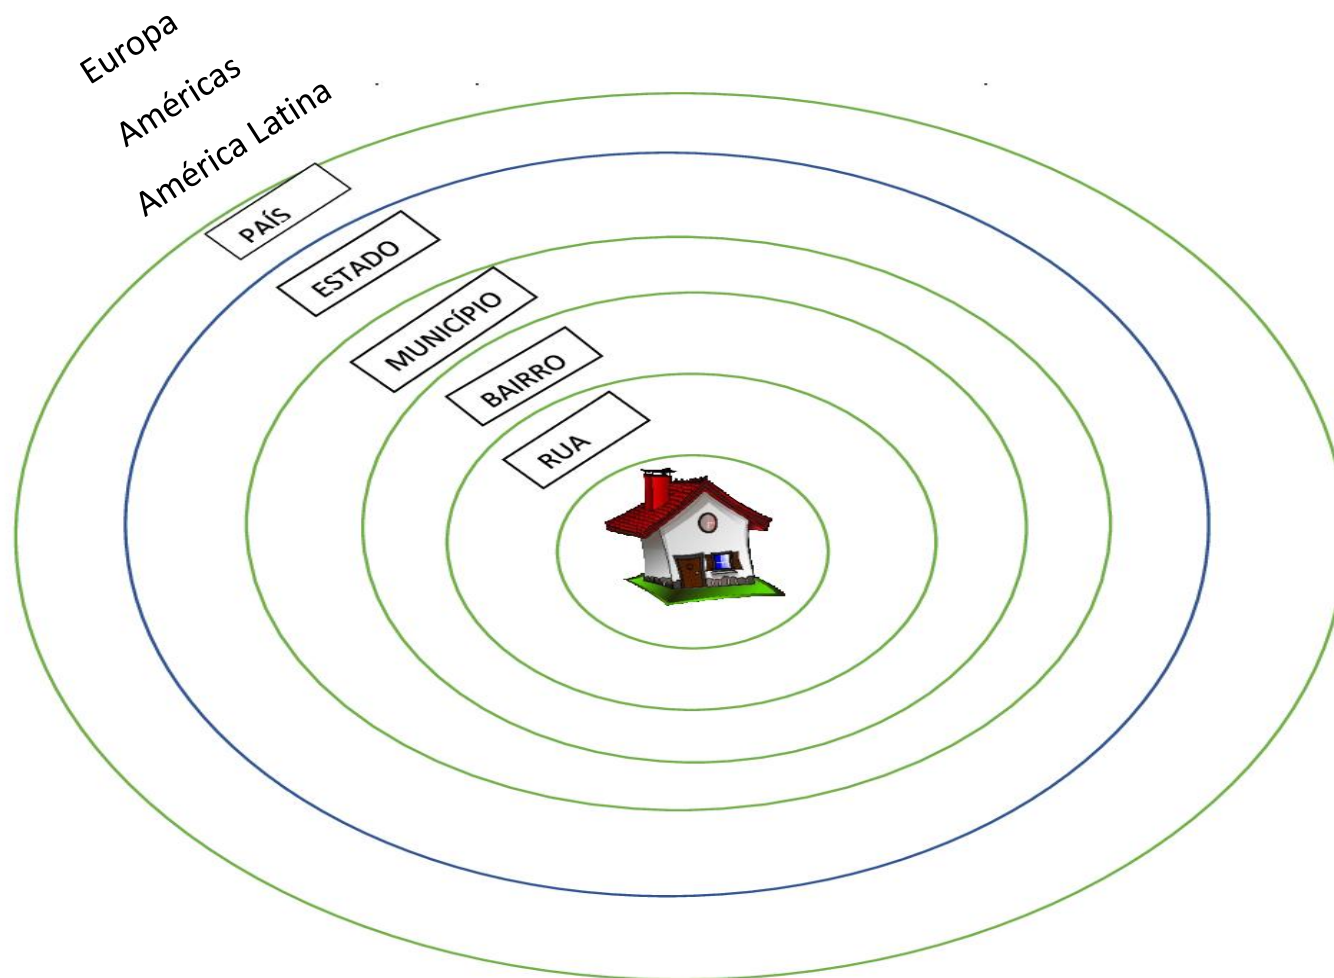 Europa
Américas
América Latina
PAÍS
ESTADO
MUNICÍPIO
BAIRRO
RUA